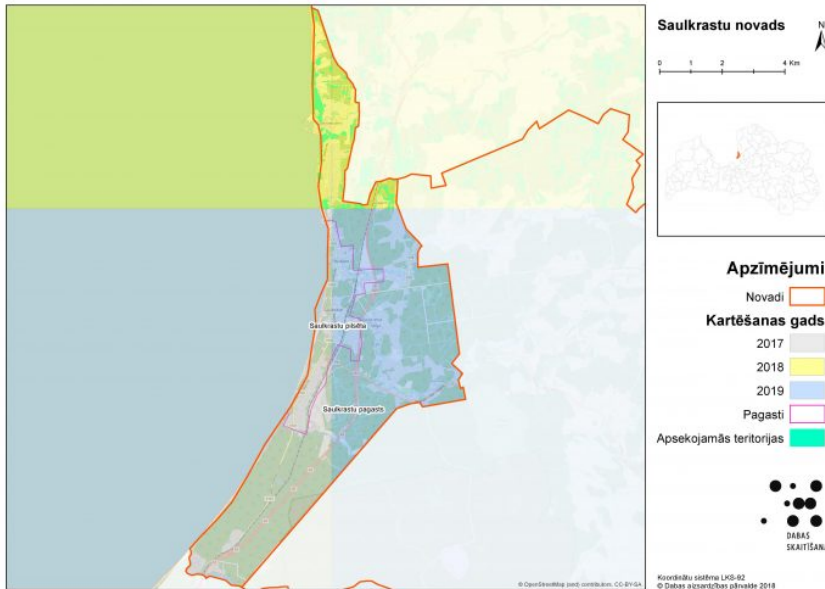 Saulkrastu novads
N
0 1 2 4 Km
Saulkrastu pilsēta
Saulkrastu pagasts
Apzīmējumi
Novadi
Kartēšanas gads
2017
2018
2019
Pagasti
Apsekojamās teritorijas
DABAS
SKAITĪŠANA
© OpenStreetMap (and) contributors, CC-BY-SA
Koordinātu sistēma LKS-92
© Dabas aizsardzības pārvalde 2018